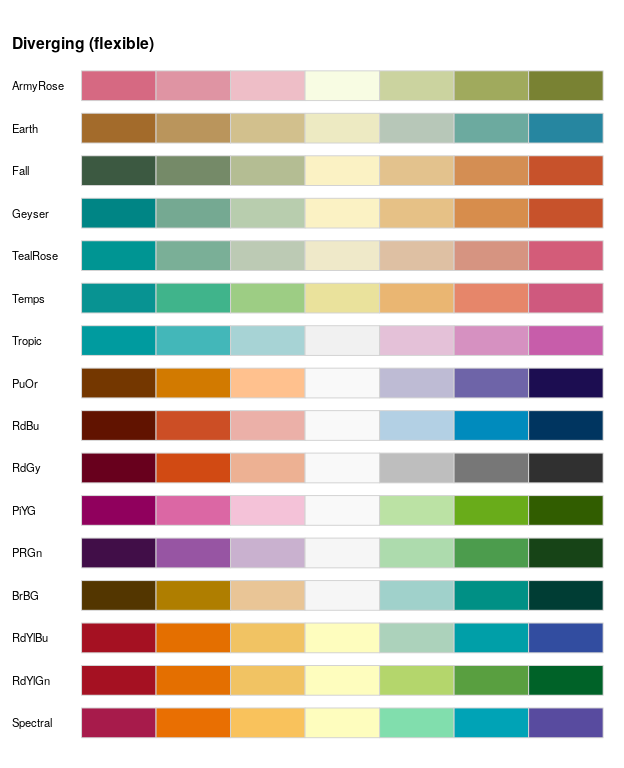 Diverging (flexible)
ArmyRose
Earth
Fall
Geyser
TealRose
Temps
Tropic
PuOr
RdBu
RdGy
PiYG
PRGn
BrBG
RdYlBu
RdYlGn
Spectral